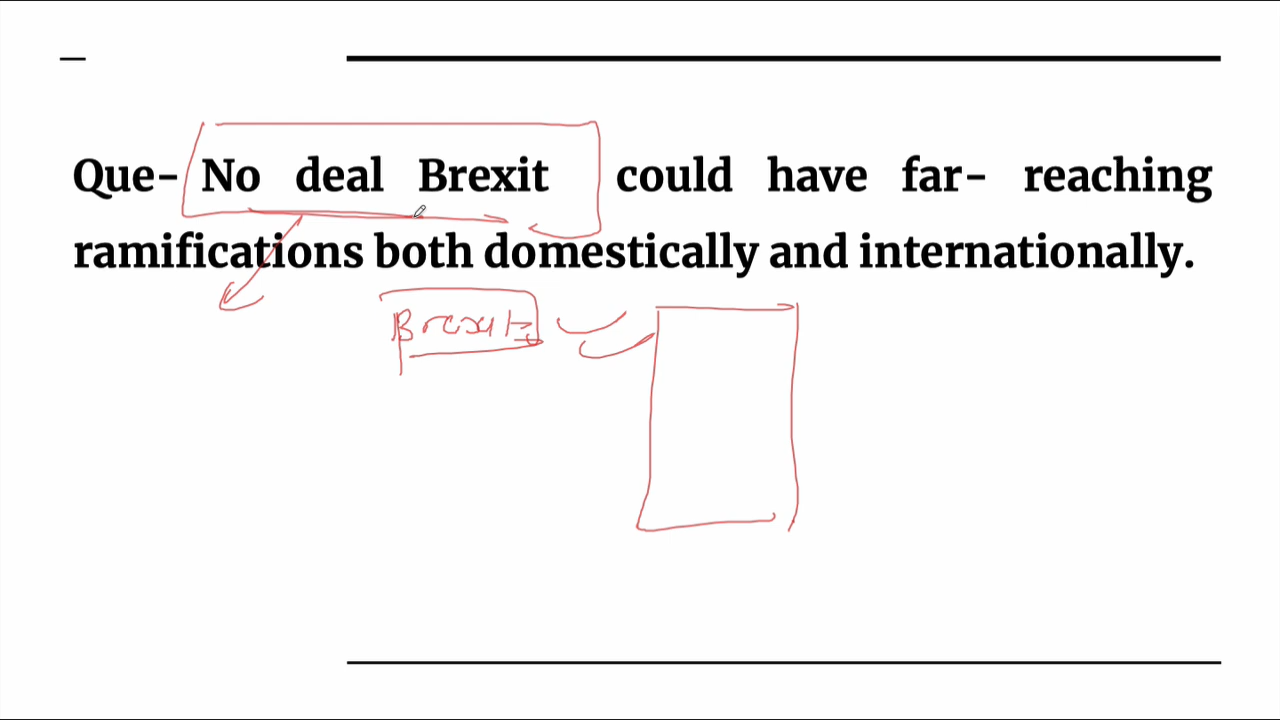 Que- No deal Brexit could have far- reaching
ramifications both domestically and internationally.
Brexit